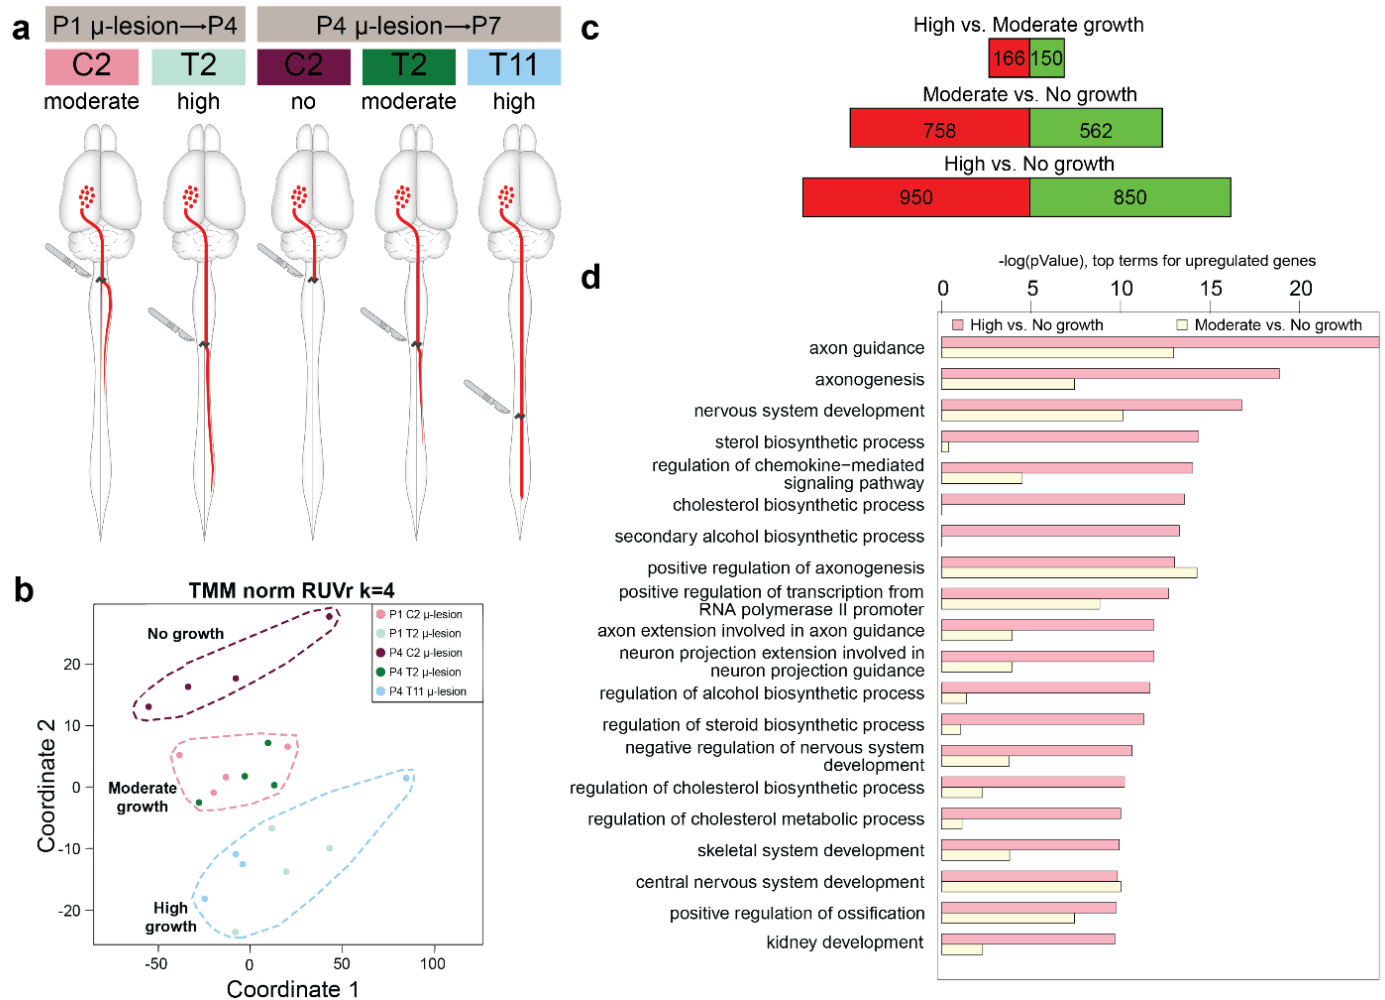 a
P1 µ-lesion→P4
P4 µ-lesion→P7
C2
T2
C2
T2
T11
moderate
high
no
moderate
high
b
TMM norm RUVr k=4
No growth
Moderate
growth
High
growth
P1 C2 µ-lesion
P1 T2 µ-lesion
P4 C2 µ-lesion
P4 T2 µ-lesion
P4 T11 µ-lesion
Coordinate 2
20
10
0
-10
-20
-50
0
50
100
Coordinate 1
c
High vs. Moderate growth
166
150
Moderate vs. No growth
758
562
High vs. No growth
950
850
d
-log(pValue), top terms for upregulated genes
0
5
10
15
20
High vs. No growth
Moderate vs. No growth
axon guidance
axonogenesis
nervous system development
sterol biosynthetic process
regulation of chemokine−mediated
signaling pathway
cholesterol biosynthetic process
secondary alcohol biosynthetic process
positive regulation of axonogenesis
positive regulation of transcription from
RNA polymerase II promoter
axon extension involved in axon guidance
neuron projection extension involved in
neuron projection guidance
regulation of alcohol biosynthetic process
regulation of steroid biosynthetic process
negative regulation of nervous system
development
regulation of cholesterol biosynthetic process
regulation of cholesterol metabolic process
skeletal system development
central nervous system development
positive regulation of ossification
kidney development